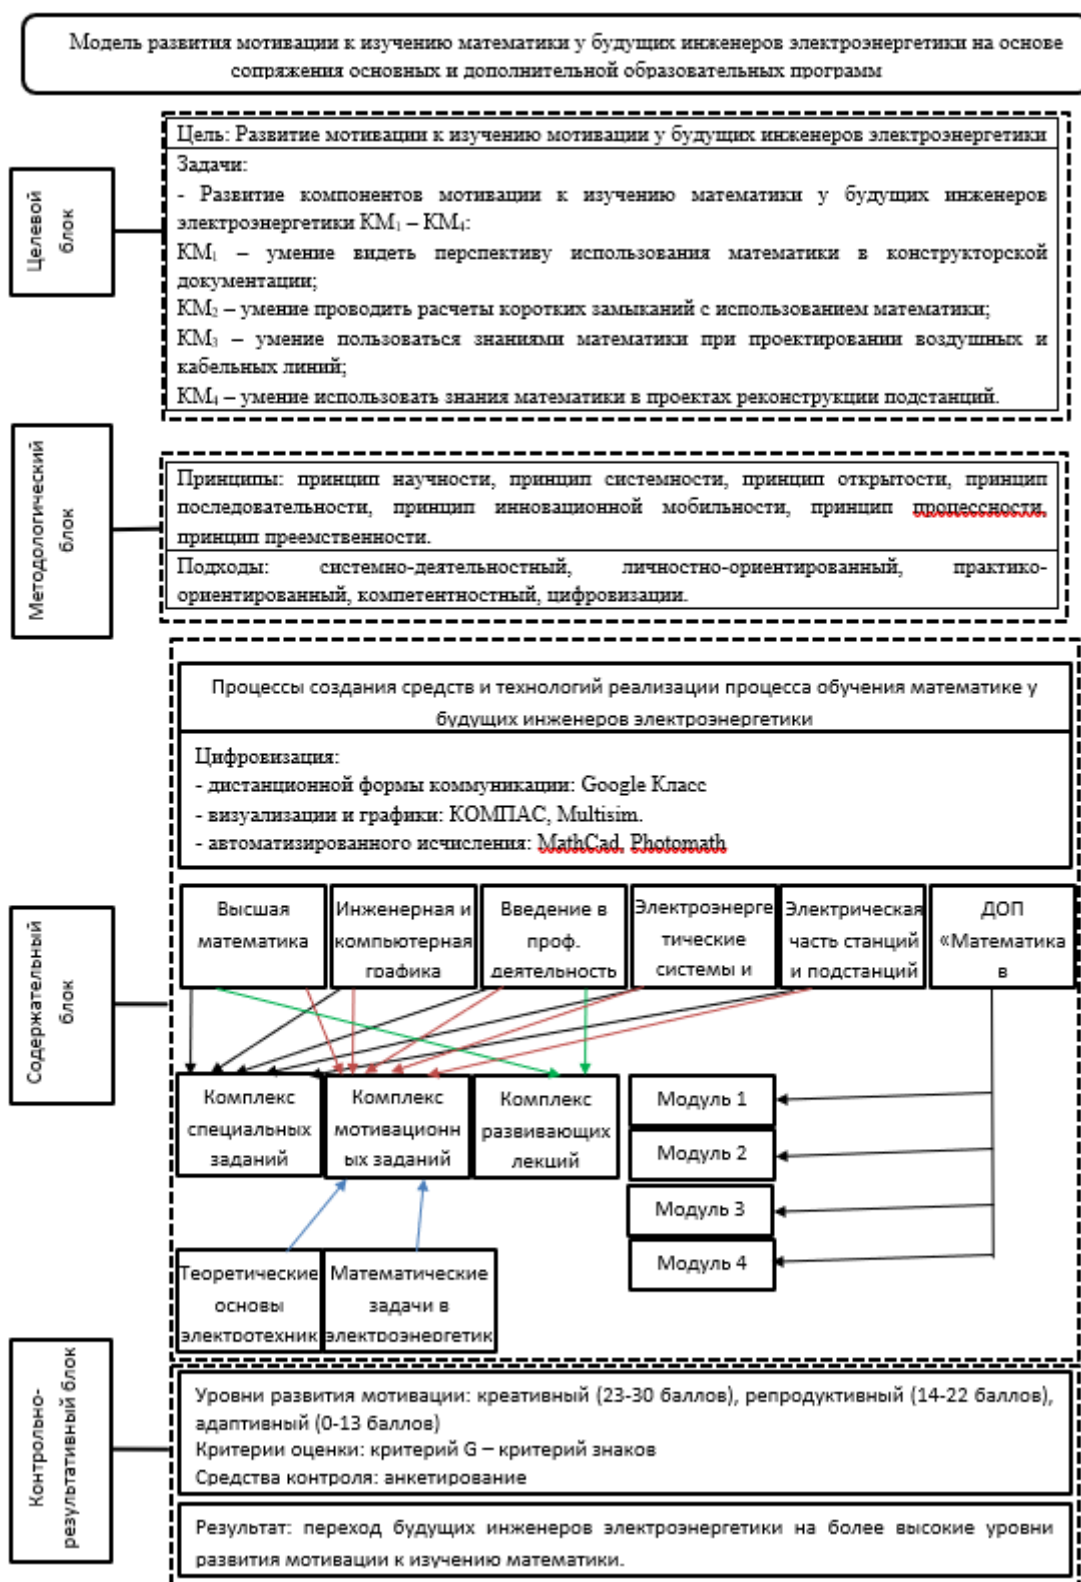 Модель развития мотивации к изучению математики у будущих инженеров электроэнергетики на основе
сопряжения основных и дополнительной образовательных программ
Целевой
блок
Цель: Развитие мотивации к изучению мотивации у будущих инженеров электроэнергетики
Задачи:
- Развитие компонентов мотивации к изучению математики у будущих инженеров
электроэнергетики КМ₁ – КМ₄:
КМ₁ – умение видеть перспективу использования математики в конструкторской
документации;
КМ₂ – умение проводить расчеты коротких замыканий с использованием математики;
КМ₃ – умение пользоваться знаниями математики при проектировании воздушных и
кабельных линий;
КМ₄ – умение использовать знания математики в проектах реконструкции подстанций.
Методологический
блок
Принципы: принцип научности, принцип системности, принцип открытости, принцип
последовательности, принцип инновационной мобильности, принцип процессности,
принцип преемственности.
Подходы: системно-деятельностный, личностно-ориентированный, практико-
ориентированный, компетентностный, цифровизации.
Содержательный
блок
Процессы создания средств и технологий реализации процесса обучения математике у
будущих инженеров электроэнергетики
Цифровизация:
- дистанционной формы коммуникации: Google Класс
- визуализации и графики: КОМПАС, Multisim.
- автоматизированного исчисления: MathCad, Photomath
Высшая
математика
Инженерная и
компьютерная
графика
Введение в
проф.
деятельность
Электроэнерге
тические
системы и
Электрическая
часть станций
и подстанций
ДОП
«Математика
в
Комплекс
специальных
заданий
Комплекс
мотивационн
ых заданий
Комплекс
развивающих
лекций
Модуль 1
Модуль 2
Модуль 3
Модуль 4
Теоретические
основы
электротехник
Математические
задачи в
электроэнергетик
Контрольно-
результативный блок
Уровни развития мотивации: креативный (23-30 баллов), репродуктивный (14-22 баллов),
адаптивный (0-13 баллов)
Критерии оценки: критерий G – критерий знаков
Средства контроля: анкетирование
Результат: переход будущих инженеров электроэнергетики на более высокие уровни
развития мотивации к изучению математики.